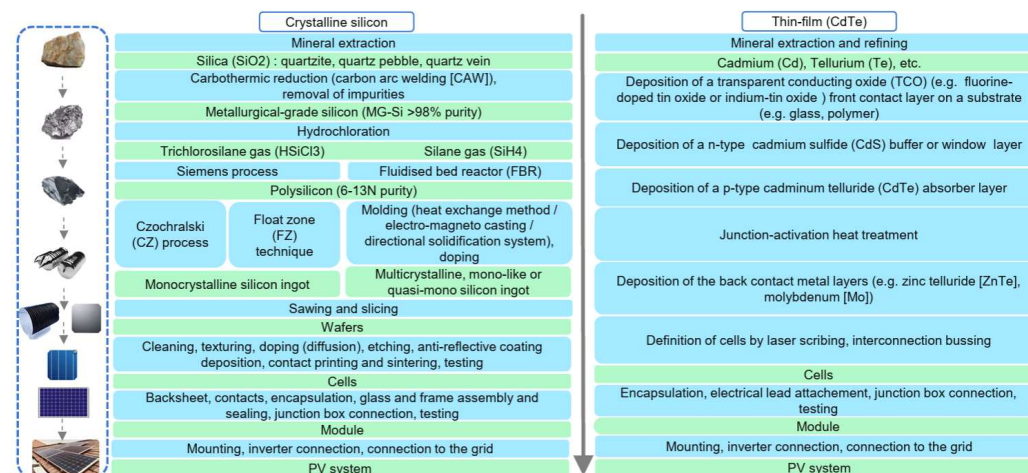 Crystalline silicon
Mineral extraction
Silica (SiO2) : quartzite, quartz pebble, quartz vein
Carbothermic reduction (carbon arc welding [CAW]),
removal of impurities
Metallurgical-grade silicon (MG-Si >98% purity)
Hydrochloration
Trichlorosilane gas (HSiCl3)
Silane gas (SiH4)
Siemens process
Fluidised bed reactor (FBR)
Polysilicon (6-13N purity)
Czochralski
(CZ) process
Float zone
(FZ)
technique
Molding (heat exchange method /
electro-magneto casting /
directional solidification system),
doping
Monocrystalline silicon ingot
Multicrystalline, mono-like or
quasi-mono silicon ingot
Sawing and slicing
Wafers
Cleaning, texturing, doping (diffusion), etching, anti-reflective coating
deposition, contact printing and sintering, testing
Cells
Backsheet, contacts, encapsulation, glass and frame assembly and
sealing, junction box connection, testing
Module
Mounting, inverter connection, connection to the grid
PV system
Thin-film (CdTe)
Mineral extraction and refining
Cadmium (Cd), Tellurium (Te), etc.
Deposition of a transparent conducting oxide (TCO) (e.g. fluorine-
doped tin oxide or indium-tin oxide ) front contact layer on a substrate
(e.g. glass, polymer)
Deposition of a n-type cadmium sulfide (CdS) buffer or window layer
Deposition of a p-type cadminum telluride (CdTe) absorber layer
Junction-activation heat treatment
Deposition of the back contact metal layers (e.g. zinc telluride [ZnTe],
molybdenum [Mo])
Definition of cells by laser scribing, interconnection bussing
Cells
Encapsulation, electrical lead attachement, junction box connection,
testing
Module
Mounting, inverter connection, connection to the grid
PV system